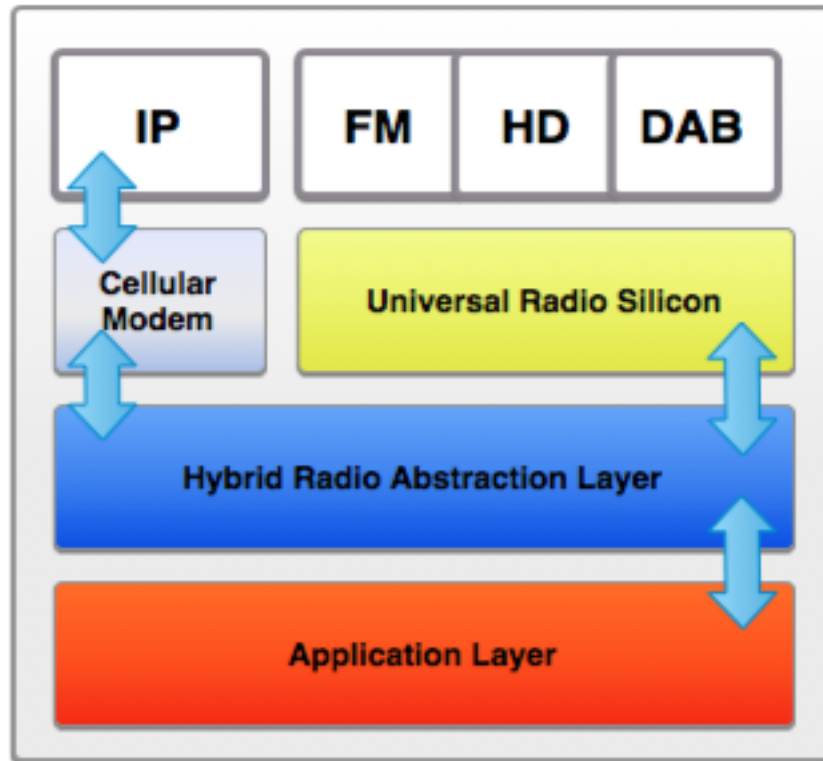 IP
FM
HD
DAB
Cellular
Modem
Universal Radio Silicon
Hybrid Radio Abstraction Layer
Application Layer